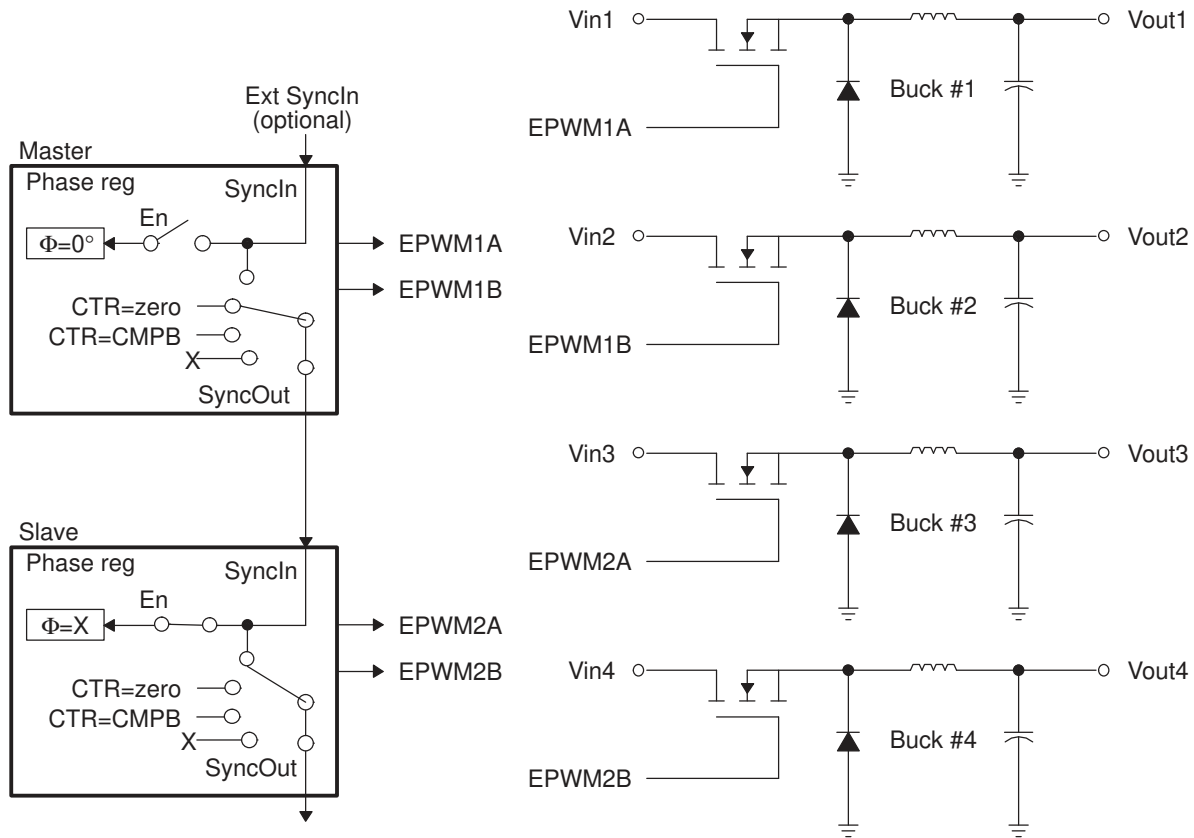 Ext SyncIn
(optional)
Master
Phase reg
SyncIn
En
Φ=0°
CTR=zero
CTR=CMPB
X
SyncOut
EPWM1A
EPWM1B
Slave
Phase reg
SyncIn
En
Φ=X
CTR=zero
CTR=CMPB
X
SyncOut
EPWM2A
EPWM2B
Vin1
Vout1
Buck #1
EPWM1A
Vin2
Vout2
Buck #2
EPWM1B
Vin3
Vout3
Buck #3
EPWM2A
Vin4
Vout4
Buck #4
EPWM2B